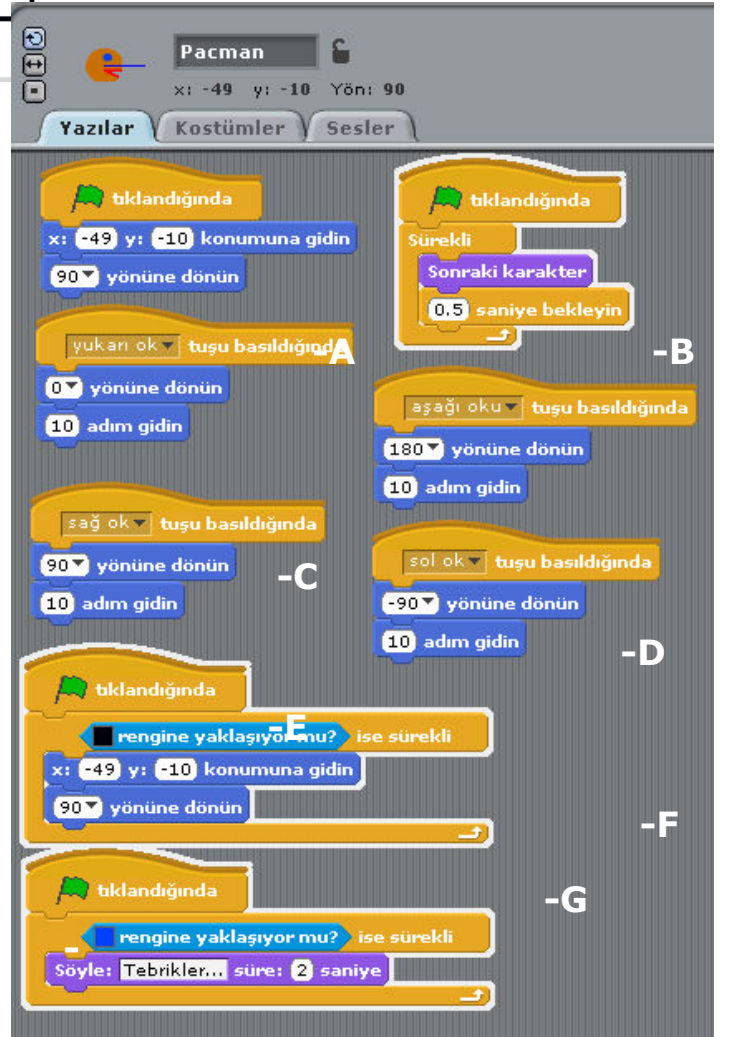 Pacman
x: -49 y: -10 Yön: 90
Yazılar Kostümler Sesler
tıklandığında
x: -49 y: -10 konumuna gidin
90 yönüne dönün
tıklandığında
Sürekli
Sonraki karakter
0.5 saniye bekleyin
-B
yukarı ok tuşu basıldığında
-A
0 yönüne dönün
10 adım gidin
aşağı oku tuşu basıldığında
180 yönüne dönün
10 adım gidin
sağ ok tuşu basıldığında
90 yönüne dönün
-C
10 adım gidin
sol ok tuşu basıldığında
-90 yönüne dönün
10 adım gidin
-D
tıklandığında
-E
rengine yaklaşıyor mu? ise sürekli
x: -49 y: -10 konumuna gidin
90 yönüne dönün
-F
tıklandığında
-G
rengine yaklaşıyor mu? ise sürekli
-
Söyle: Tebrikler... süre: 2 saniye